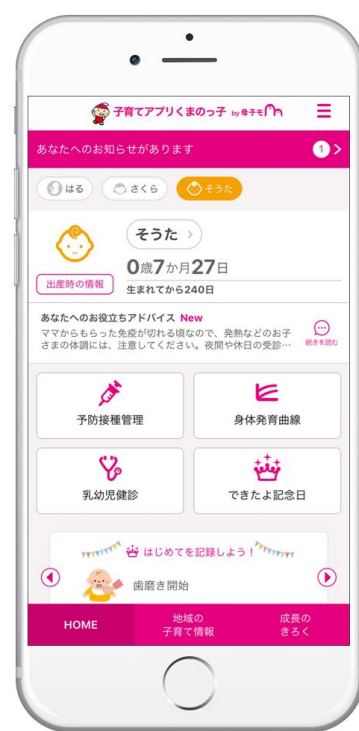 子育てアプリくまのっ子 by 母子モ
あなたへのお知らせがあります 1
はる さくら そうた
そうた
0歳7か月27日
出産時の情報 生まれてから240日
あなたへのお役立ちアドバイス New
ママからもらった免疫が切れる頃なので、発熱などのお子
さまの体調には、注意してください。夜間や休日の受診…
続きを読む
予防接種管理 身体発育曲線
乳幼児健診 できたよ記念日
はじめてを記録しよう!
歯磨き開始
HOME
地域の
子育て情報
成長の
きろく